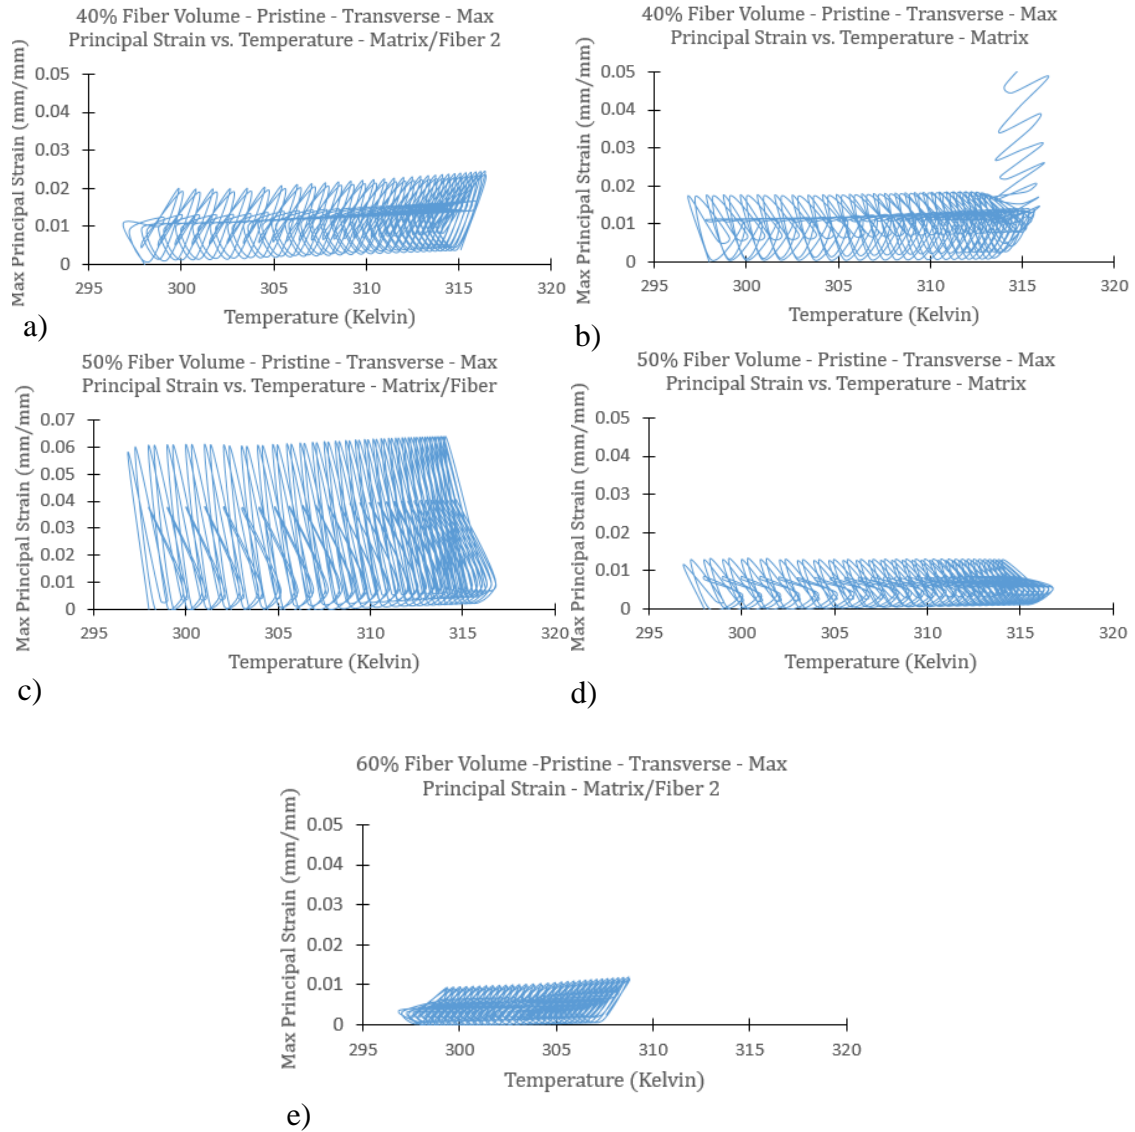 40% Fiber Volume - Pristine - Transverse - Max
Principal Strain vs. Temperature - Matrix/Fiber 2
Max Principal Strain (mm/mm)
0.05
0.04
0.03
0.02
0.01
0
295
300
305
310
315
320
Temperature (Kelvin)
a)
40% Fiber Volume - Pristine - Transverse - Max
Principal Strain vs. Temperature - Matrix
Max Principal Strain (mm/mm)
0.05
0.04
0.03
0.02
0.01
0
295
300
305
310
315
320
Temperature (Kelvin)
b)
50% Fiber Volume - Pristine - Transverse - Max
Principal Strain vs. Temperature - Matrix/Fiber
Max Principal Strain (mm/mm)
0.07
0.06
0.05
0.04
0.03
0.02
0.01
0
295
300
305
310
315
320
Temperature (Kelvin)
c)
50% Fiber Volume - Pristine - Transverse - Max
Principal Strain vs. Temperature - Matrix
Max Principal Strain (mm/mm)
0.05
0.04
0.03
0.02
0.01
0
295
300
305
310
315
320
Temperature (Kelvin)
d)
60% Fiber Volume -Pristine - Transverse - Max
Principal Strain - Matrix/Fiber 2
Max Principal Strain (mm/mm)
0.05
0.04
0.03
0.02
0.01
0
295
300
305
310
315
320
Temperature (Kelvin)
e)